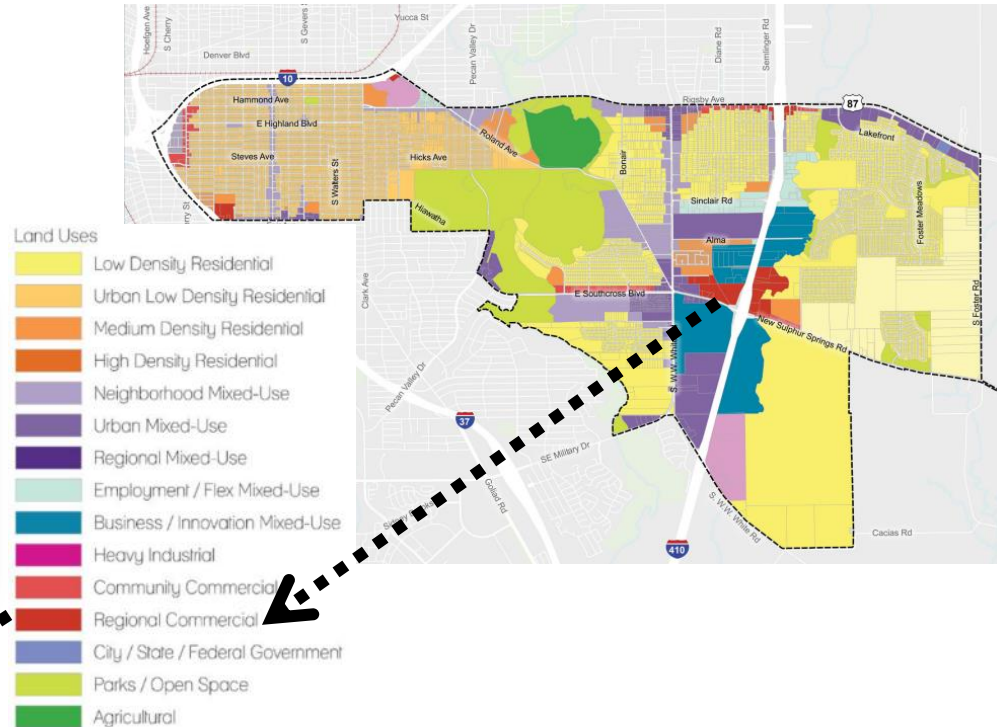 Hoefgen Ave
S Cherry
S Gevers St
Yucca St
Denver Blvd
Pecan Valley Dr
Diane Rd
Semlinger Rd
10
Hammond Ave
Rigsby Ave
87
E Highland Blvd
Lakefront
Roland Ave
Steves Ave
S Walters St
Hicks Ave
Bonair
Sinclair Rd
Foster Meadows
Hiawatha
Alma
Clark Ave
E Southcross Blvd
New Sulphur Springs Rd
S Foster Rd
S W.W. White
Pecan Valley Dr
37
SE Military Dr
Goliad Rd
S. W.W. White Rd
Cacias Rd
410
Land Uses
Low Density Residential
Urban Low Density Residential
Medium Density Residential
High Density Residential
Neighborhood Mixed-Use
Urban Mixed-Use
Regional Mixed-Use
Employment / Flex Mixed-Use
Business / Innovation Mixed-Use
Heavy Industrial
Community Commercial
Regional Commercial
City / State / Federal Government
Parks / Open Space
Agricultural